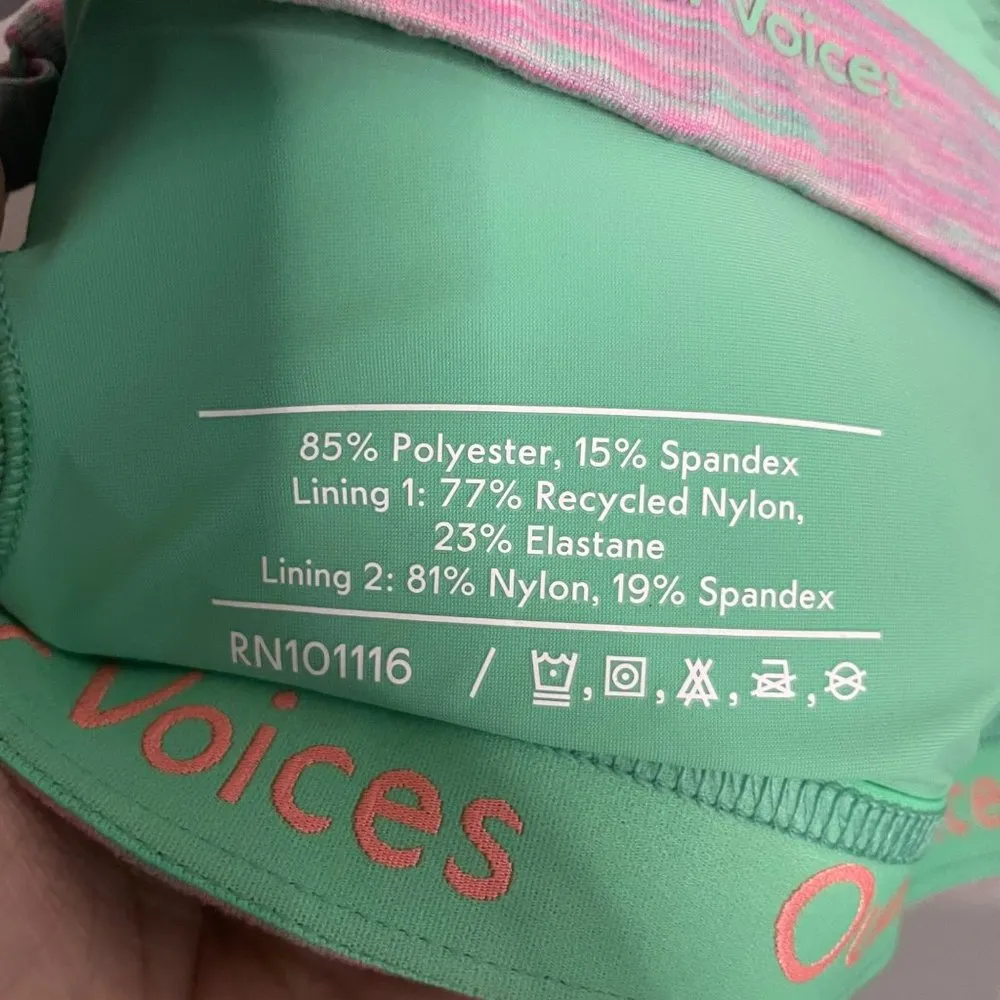 Voices
85% Polyester, 15% Spandex
Lining 1: 77% Recycled Nylon,
23% Elastane
Lining 2: 81% Nylon, 19% Spandex
RN101116 /
Voices